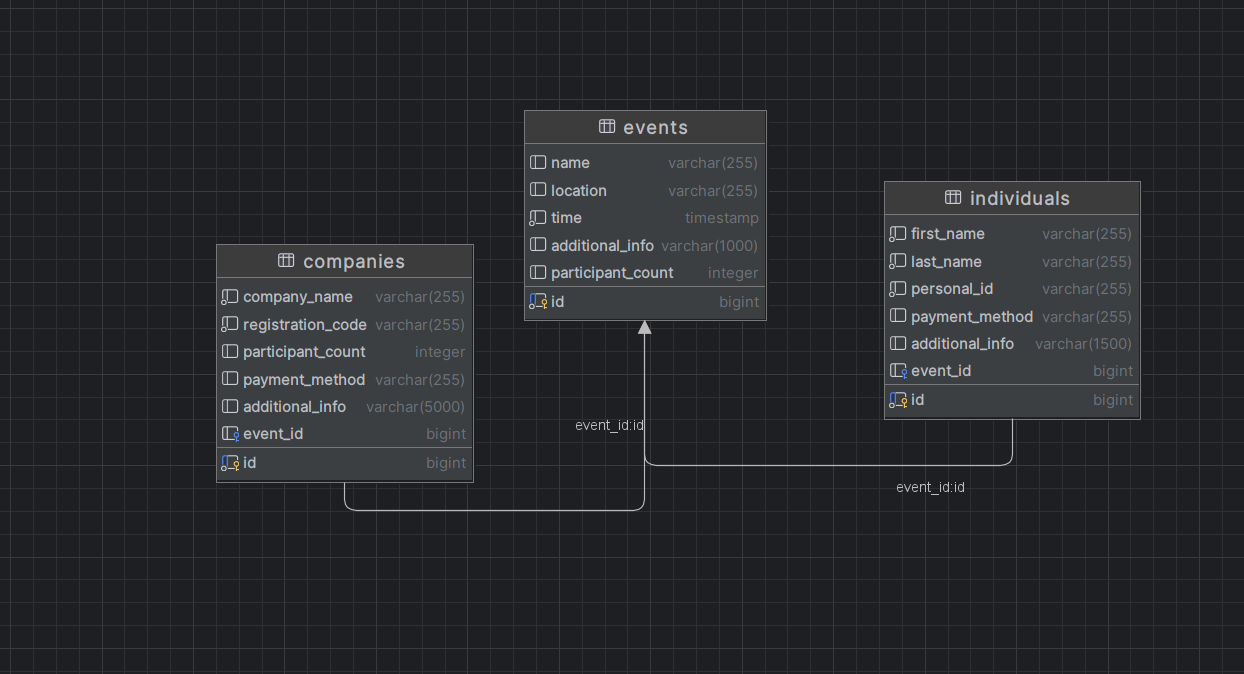 events
name varchar(255)
location varchar(255)
time timestamp
additional_info varchar(1000)
participant_count integer
id bigint
individuals
first_name varchar(255)
last_name varchar(255)
personal_id varchar(255)
payment_method varchar(255)
additional_info varchar(1500)
event_id bigint
id bigint
companies
company_name varchar(255)
registration_code varchar(255)
participant_count integer
payment_method varchar(255)
additional_info varchar(5000)
event_id bigint
id bigint
event_id:id
event_id:id